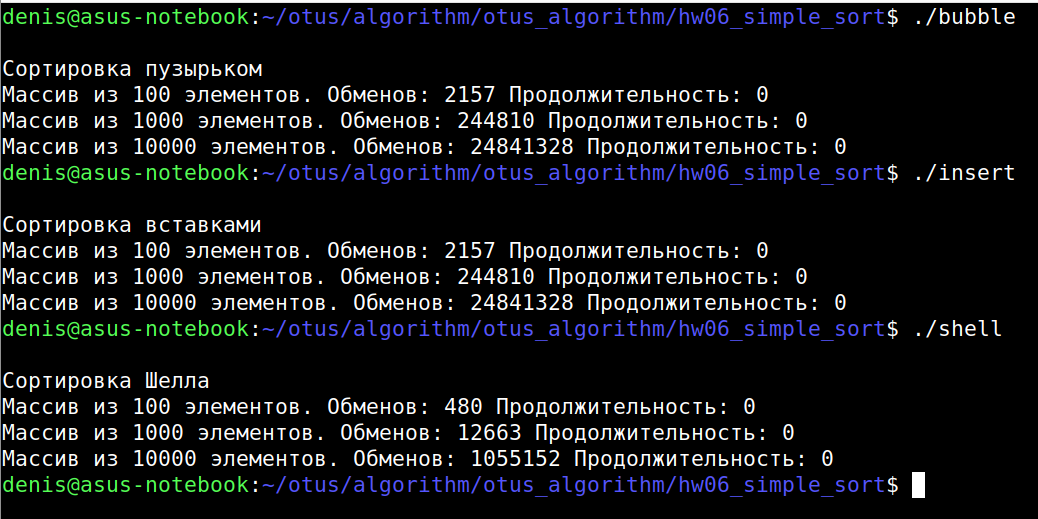 denis@asus-notebook:~/otus/algorithm/otus_algorithm/hw06_simple_sort$ ./bubble
Сортировка пузырьком
Массив из 100 элементов. Обменов: 2157 Продолжительность: 0
Массив из 1000 элементов. Обменов: 244810 Продолжительность: 0
Массив из 10000 элементов. Обменов: 24841328 Продолжительность: 0
denis@asus-notebook:~/otus/algorithm/otus_algorithm/hw06_simple_sort$ ./insert
Сортировка вставками
Массив из 100 элементов. Обменов: 2157 Продолжительность: 0
Массив из 1000 элементов. Обменов: 244810 Продолжительность: 0
Массив из 10000 элементов. Обменов: 24841328 Продолжительность: 0
denis@asus-notebook:~/otus/algorithm/otus_algorithm/hw06_simple_sort$ ./shell
Сортировка Шелла
Массив из 100 элементов. Обменов: 480 Продолжительность: 0
Массив из 1000 элементов. Обменов: 12663 Продолжительность: 0
Массив из 10000 элементов. Обменов: 1055152 Продолжительность: 0
denis@asus-notebook:~/otus/algorithm/otus_algorithm/hw06_simple_sort$